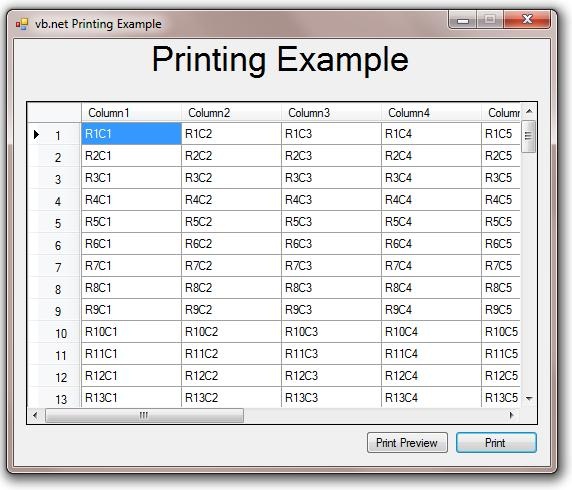 vb.net Printing Example
Printing Example
Column1 Column2 Column3 Column4 Colum
1 R1C1 R1C2 R1C3 R1C4 R1C5
2 R2C1 R2C2 R2C3 R2C4 R2C5
3 R3C1 R3C2 R3C3 R3C4 R3C5
4 R4C1 R4C2 R4C3 R4C4 R4C5
5 R5C1 R5C2 R5C3 R5C4 R5C5
6 R6C1 R6C2 R6C3 R6C4 R6C5
7 R7C1 R7C2 R7C3 R7C4 R7C5
8 R8C1 R8C2 R8C3 R8C4 R8C5
9 R9C1 R9C2 R9C3 R9C4 R9C5
10 R10C1 R10C2 R10C3 R10C4 R10C5
11 R11C1 R11C2 R11C3 R11C4 R11C5
12 R12C1 R12C2 R12C3 R12C4 R12C5
13 R13C1 R13C2 R13C3 R13C4 R13C5
Print Preview Print